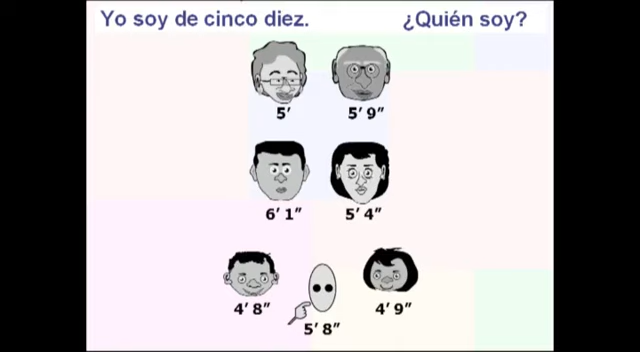 Yo soy de cinco diez. ¿Quién soy?
5′ 5′ 9″
6′ 1″ 5′ 4″
4′ 8″ 4′ 9″
5′ 8″